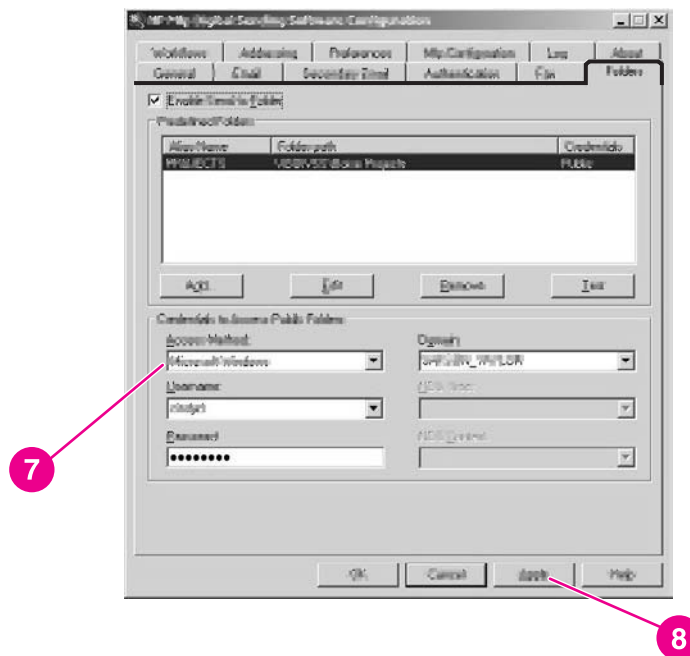 HP Mfp Digital Sending Software Configuration
Workflows Addressing Preferences Mfp Configuration Log About
General Email Secondary Email Authentication Fax Folders
Enable Send to Folder
Predefined Folders
Alias Name Folder path Credentials
PROJECTS Projects Public
Add... Edit Remove Test
Credentials to Access Public Folders
Access Method: Domain:
Microsoft Windows
Username:
Password:
••••••••
7
OK Cancel Apply Help
8